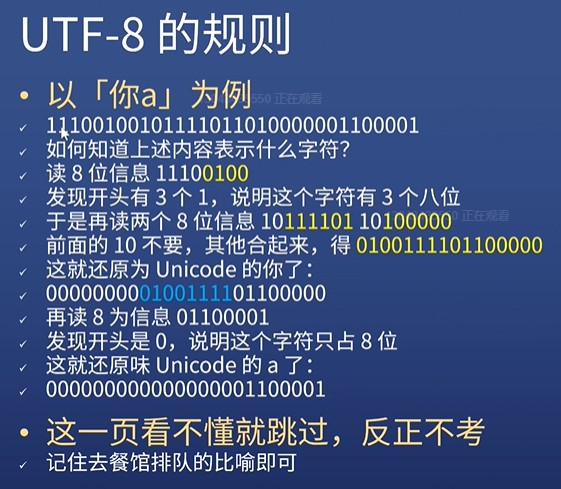 UTF-8 的规则
• 以「你a」为例
✓ 11100100101111011010000001100001
✓ 如何知道上述内容表示什么字符？
✓ 读 8 位信息 11100100
✓ 发现开头有 3 个 1，说明这个字符有 3 个八位
✓ 于是再读两个 8 位信息 10111101 10100000
✓ 前面的 10 不要，其他合起来，得 0100111101100000
✓ 这就还原为 Unicode 的你了：
✓ 000000000100111101100000
✓ 再读 8 为信息 01100001
✓ 发现开头是 0，说明这个字符只占 8 位
✓ 这就还原味 Unicode 的 a 了：
✓ 000000000000000001100001
• 这一页看不懂就跳过，反正不考
✓ 记住去餐馆排队的比喻即可
正在观看
正在观看